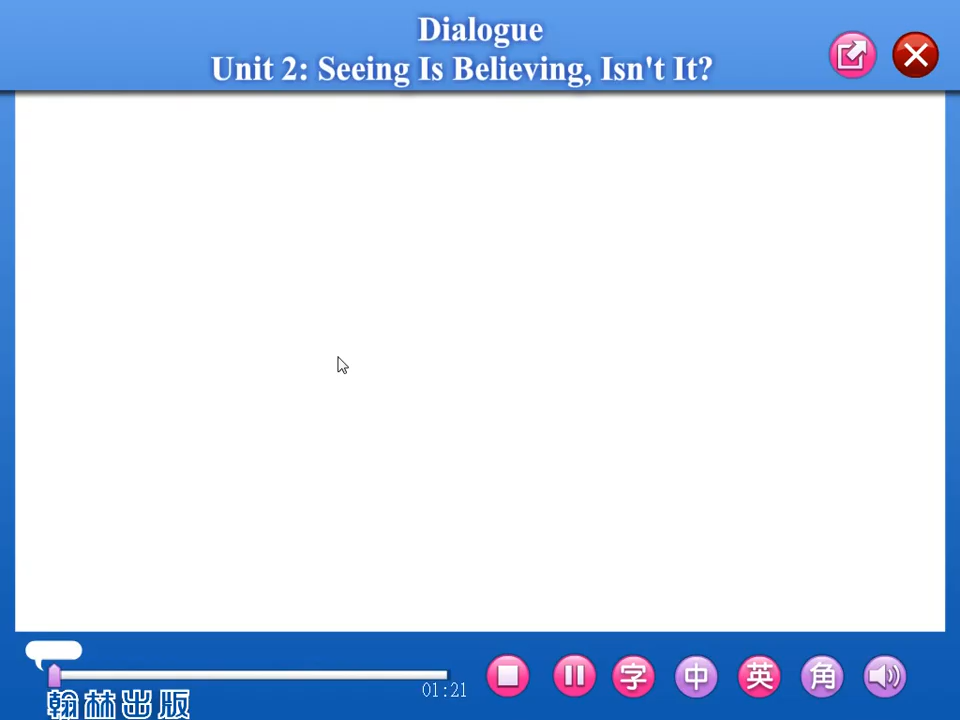 Dialogue
Unit 2: Seeing Is Believing, Isn't It?
01:21
字 中 英 角
翰林出版